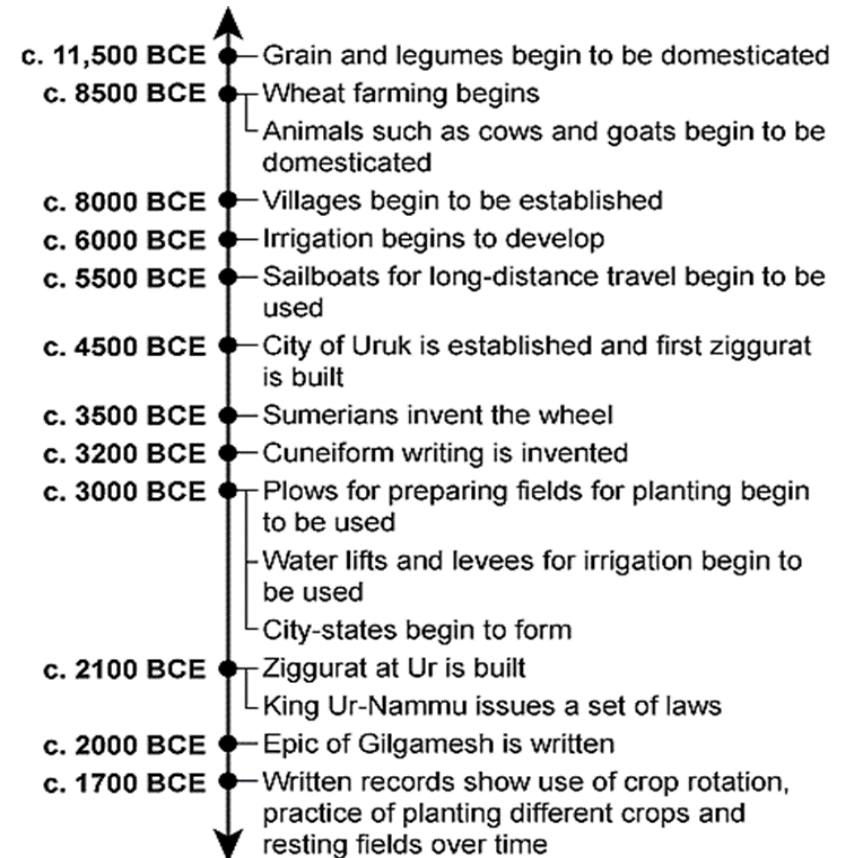 c. 11,500 BCE Grain and legumes begin to be domesticated
c. 8500 BCE Wheat farming begins
Animals such as cows and goats begin to be
domesticated
c. 8000 BCE Villages begin to be established
c. 6000 BCE Irrigation begins to develop
c. 5500 BCE Sailboats for long-distance travel begin to be
used
c. 4500 BCE City of Uruk is established and first ziggurat
is built
c. 3500 BCE Sumerians invent the wheel
c. 3200 BCE Cuneiform writing is invented
c. 3000 BCE Plows for preparing fields for planting begin
to be used
Water lifts and levees for irrigation begin to
be used
City-states begin to form
c. 2100 BCE Ziggurat at Ur is built
King Ur-Nammu issues a set of laws
c. 2000 BCE Epic of Gilgamesh is written
c. 1700 BCE Written records show use of crop rotation,
practice of planting different crops and
resting fields over time